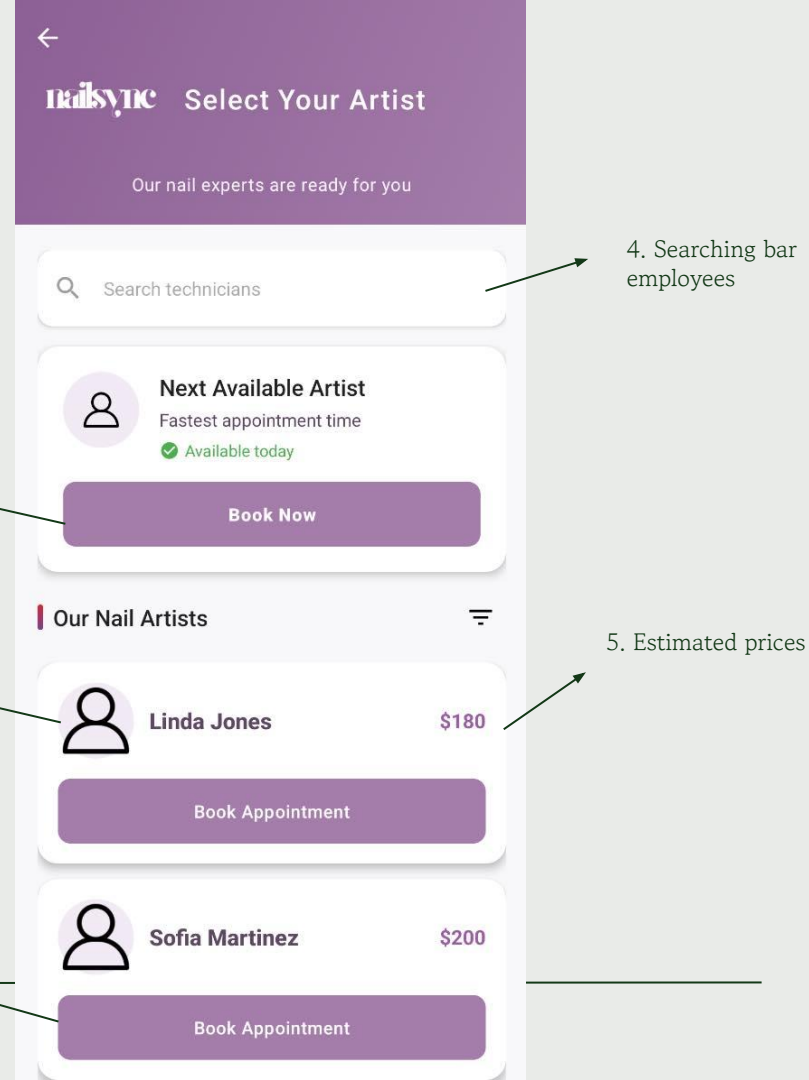 nailsync Select Your Artist
Our nail experts are ready for you
Search technicians
4. Searching bar
employees
Next Available Artist
Fastest appointment time
Available today
Book Now
Our Nail Artists
5. Estimated prices
Linda Jones $180
Book Appointment
Sofia Martinez $200
Book Appointment